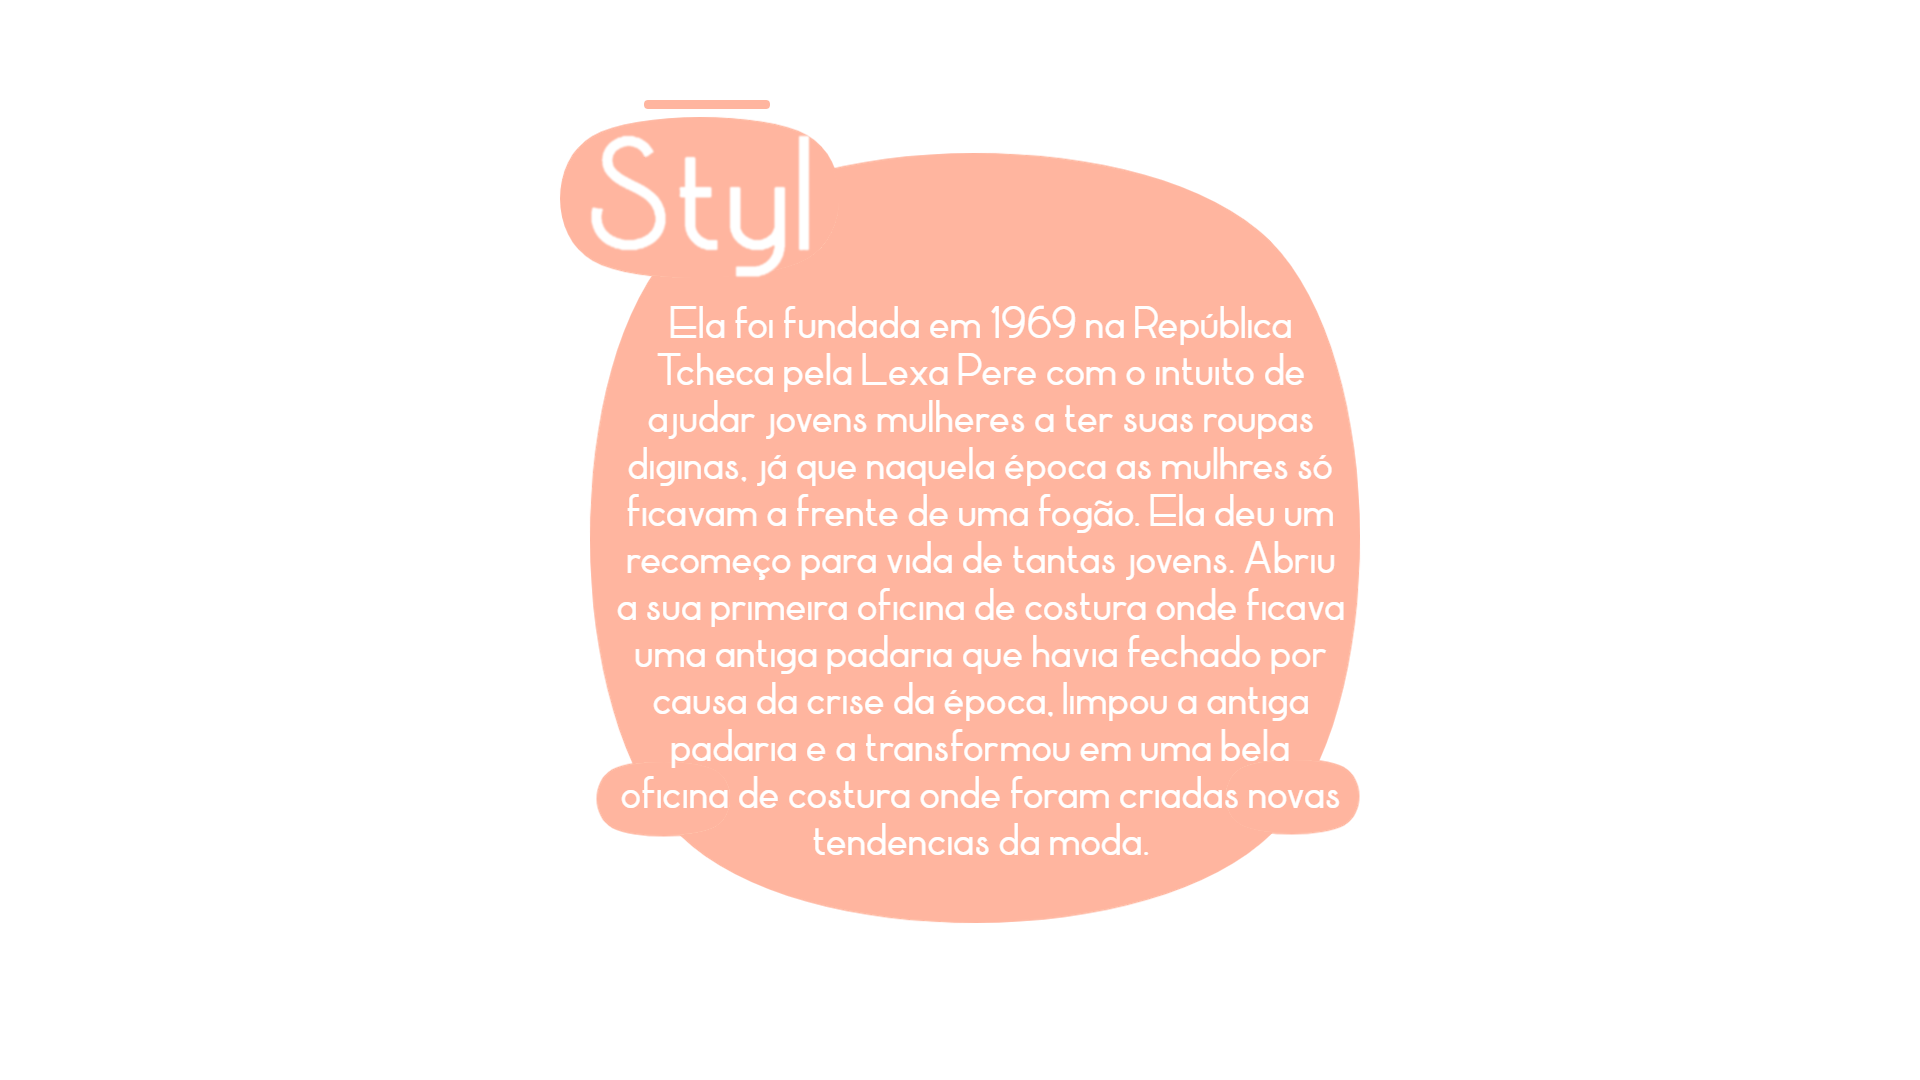 Styl
Ela foi fundada em 1969 na República
Tcheca pela Lexa Pere com o intuito de
ajudar jovens mulheres a ter suas roupas
diginas, já que naquela época as mulhres só
ficavam a frente de uma fogão. Ela deu um
recomeço para vida de tantas jovens. Abriu
a sua primeira oficina de costura onde ficava
uma antiga padaria que havia fechado por
causa da crise da época, limpou a antiga
padaria e a transformou em uma bela
oficina de costura onde foram criadas novas
tendencias da moda.